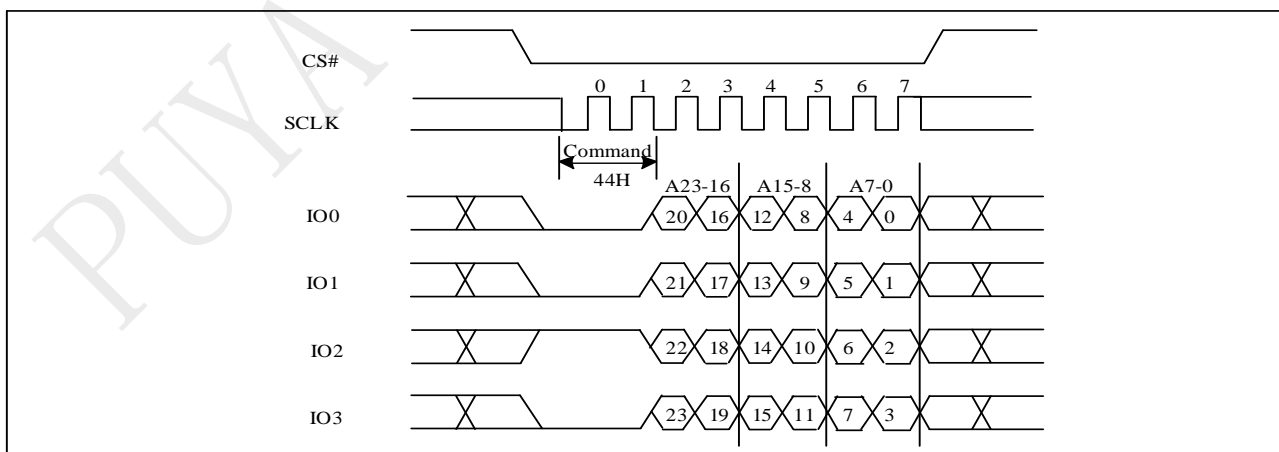 PUYA
CS#
0 1 2 3 4 5 6 7
SCLK
Command
44H
A23-16 A15-8 A7-0
IO0 20 16 12 8 4 0
IO1 21 17 13 9 5 1
IO2 22 18 14 10 6 2
IO3 23 19 15 11 7 3